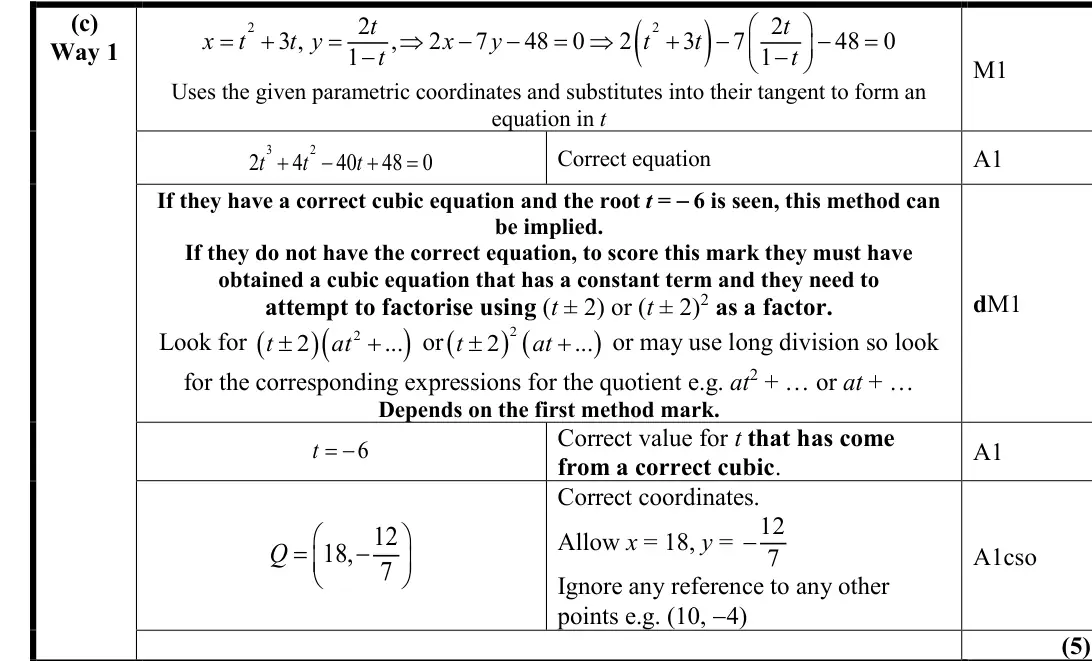 (c)
Way 1
x = t² + 3t, y = 2t/(1−t), ⇒ 2x − 7y − 48 = 0 ⇒ 2(t² + 3t) − 7(2t/(1−t)) − 48 = 0
Uses the given parametric coordinates and substitutes into their tangent to form an
equation in t
M1
2t³ + 4t² − 40t + 48 = 0
Correct equation
A1
If they have a correct cubic equation and the root t = – 6 is seen, this method can
be implied.
If they do not have the correct equation, to score this mark they must have
obtained a cubic equation that has a constant term and they need to
attempt to factorise using (t ± 2) or (t ± 2)² as a factor.
Look for (t ± 2)(at² + ...) or (t ± 2)²(at + ...) or may use long division so look
for the corresponding expressions for the quotient e.g. at² + … or at + …
Depends on the first method mark.
dM1
t = −6
Correct value for t that has come
from a correct cubic.
A1
Q = (18, −12/7)
Correct coordinates.
Allow x = 18, y = −12/7
Ignore any reference to any other
points e.g. (10, −4)
A1cso
(5)